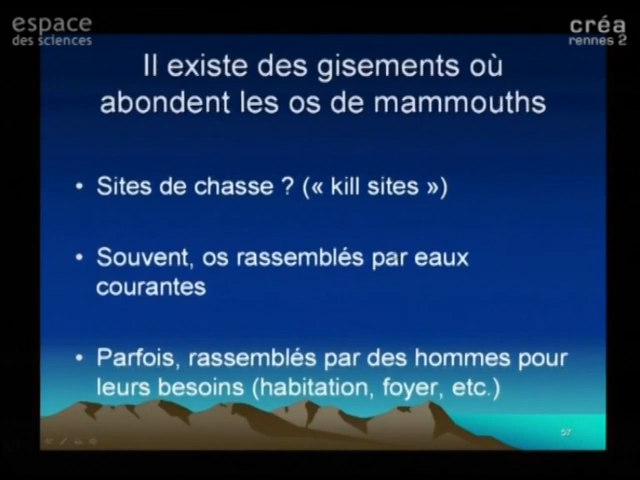 espace
des sciences
créa
rennes 2
Il existe des gisements où
abondent les os de mammouths
• Sites de chasse ? (« kill sites »)
• Souvent, os rassemblés par eaux
courantes
• Parfois, rassemblés par des hommes pour
leurs besoins (habitation, foyer, etc.)
57